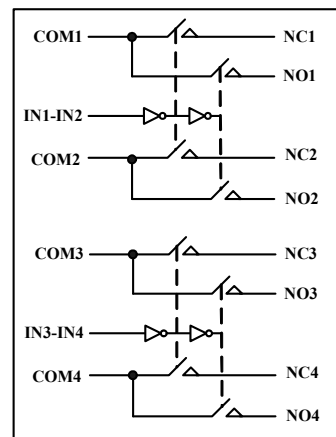 COM1 NC1
NO1
IN1-IN2
COM2 NC2
NO2
COM3 NC3
NO3
IN3-IN4
COM4 NC4
NO4